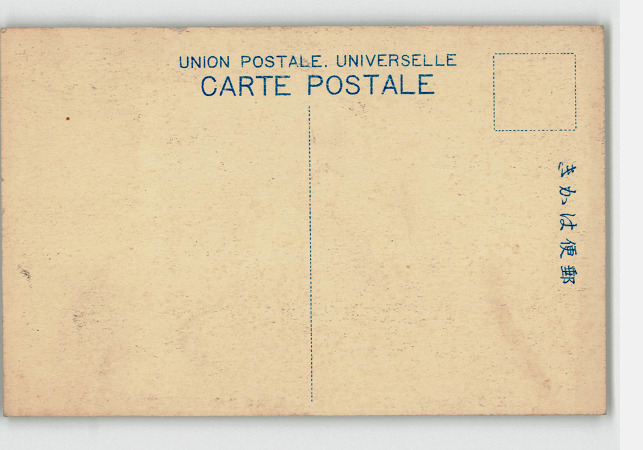 UNION POSTALE. UNIVERSELLE
CARTE POSTALE
きかは便郵